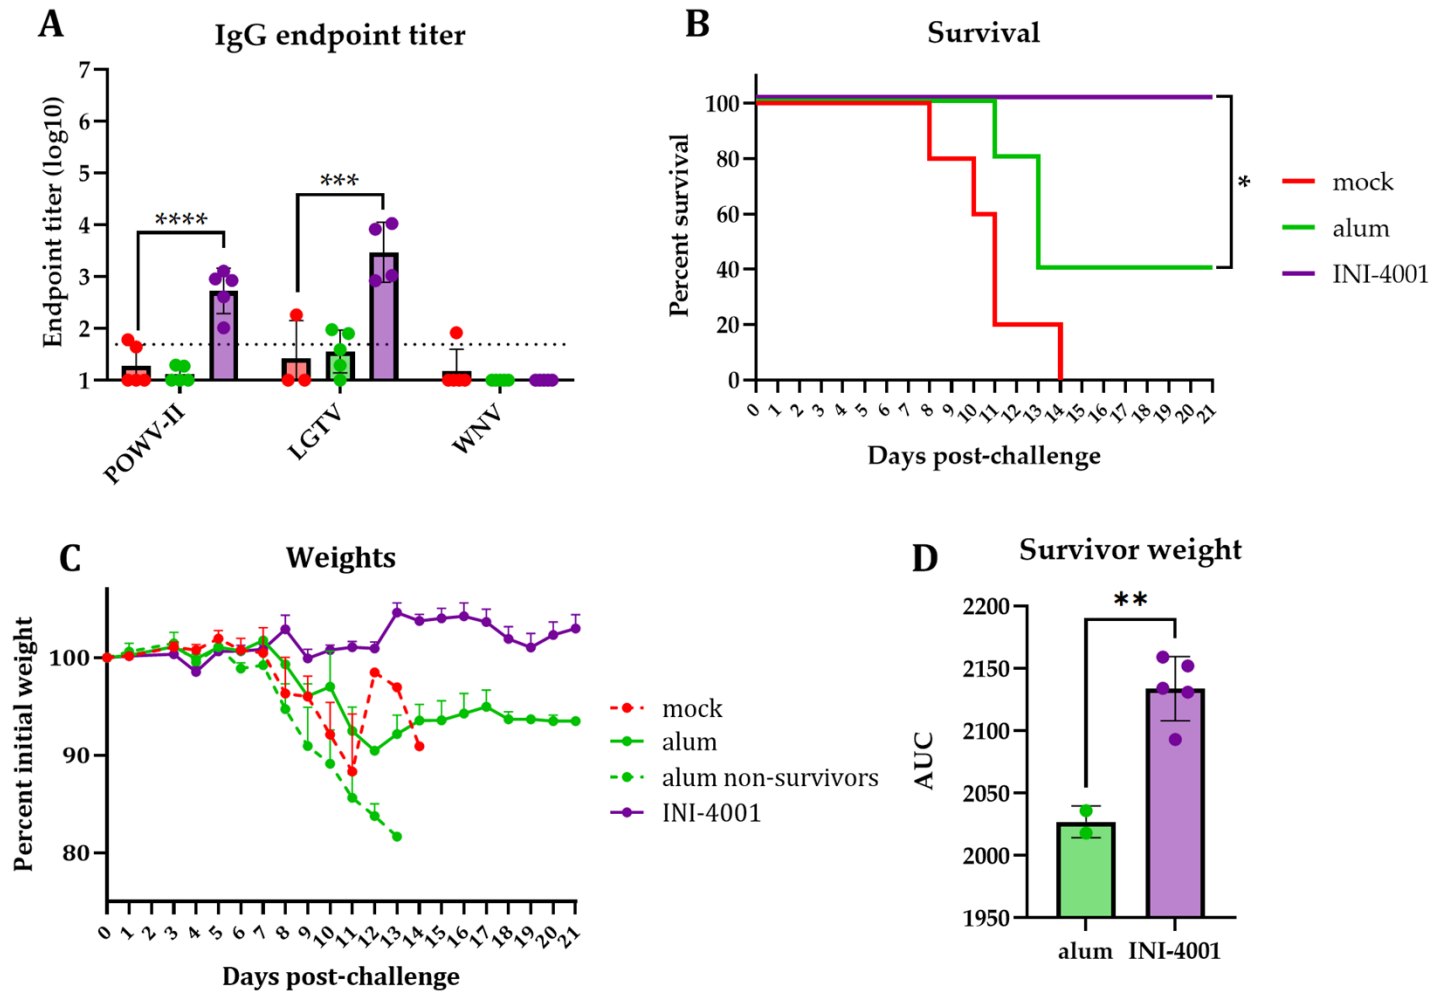 A
IgG endpoint titer
Endpoint titer (log10)
7
6
5
4
3
2
1
****
***
POWV-II
LGTV
WNV
B
Survival
Percent survival
100
80
60
40
20
0
0 1 2 3 4 5 6 7 8 9 10 11 12 13 14 15 16 17 18 19 20 21
Days post-challenge
*
mock
alum
INI-4001
C
Weights
Percent initial weight
100
90
80
0 1 2 3 4 5 6 7 8 9 10 11 12 13 14 15 16 17 18 19 20 21
Days post-challenge
mock
alum
alum non-survivors
INI-4001
D
Survivor weight
AUC
2200
2150
2100
2050
2000
1950
**
alum INI-4001